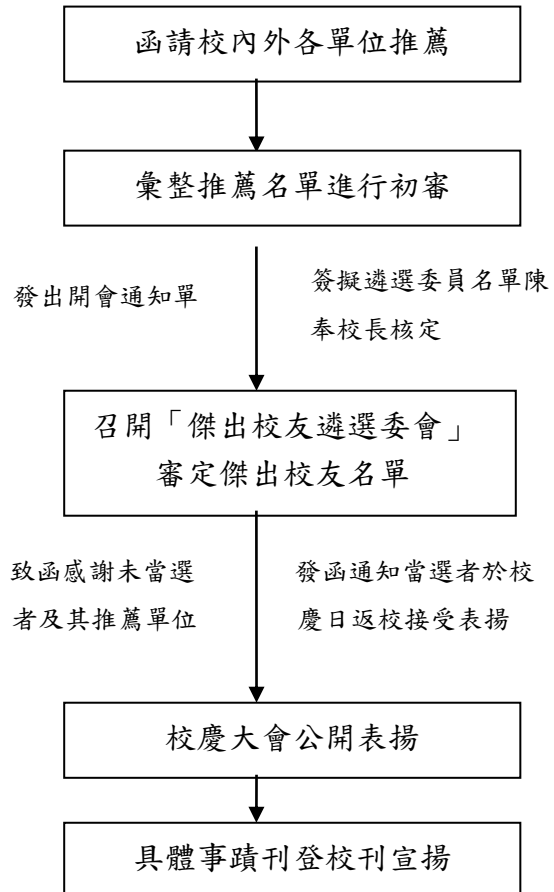 函請校內外各單位推薦
彙整推薦名單進行初審
發出開會通知單
簽擬遴選委員名單陳
奉校長核定
召開「傑出校友遴選委會」
審定傑出校友名單
致函感謝未當選
者及其推薦單位
發函通知當選者於校
慶日返校接受表揚
校慶大會公開表揚
具體事蹟刊登校刊宣揚